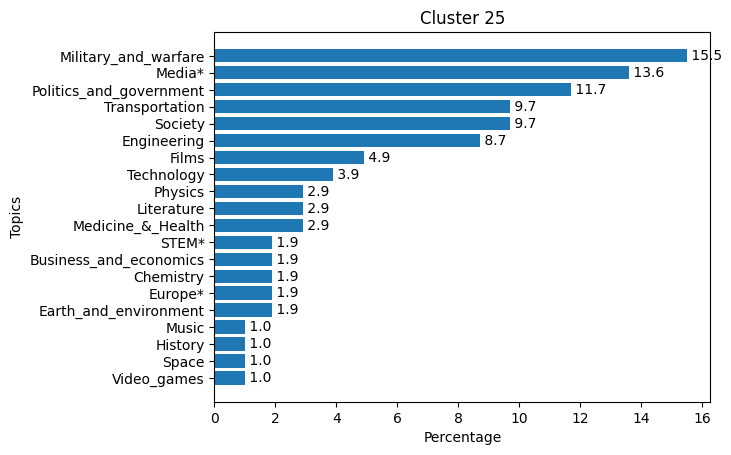 Cluster 25
Military_and_warfare 15.5
Media* 13.6
Politics_and_government 11.7
Transportation 9.7
Society 9.7
Engineering 8.7
Films 4.9
Technology 3.9
Physics 2.9
Literature 2.9
Medicine_&_Health 2.9
STEM* 1.9
Business_and_economics 1.9
Chemistry 1.9
Europe* 1.9
Earth_and_environment 1.9
Music 1.0
History 1.0
Space 1.0
Video_games 1.0
Topics
0 2 4 6 8 10 12 14 16
Percentage